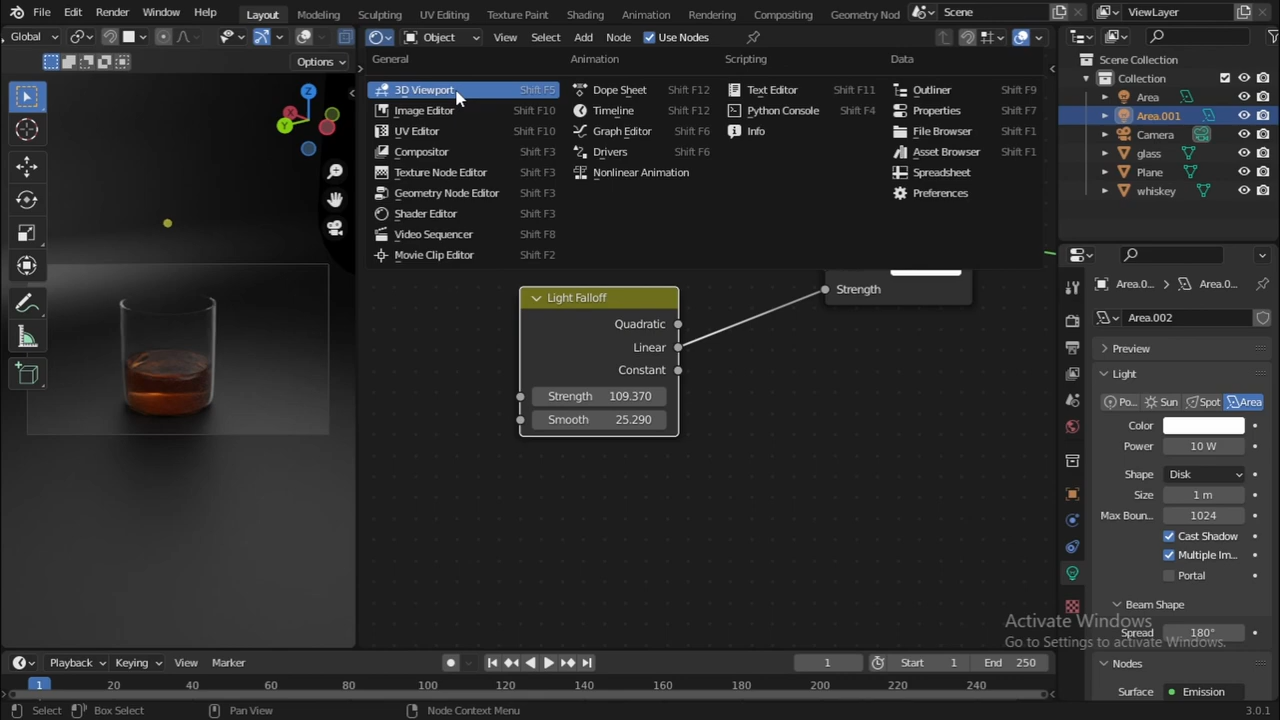 File Edit Render Window Help Layout Modeling Sculpting UV Editing Texture Paint Shading Animation Rendering Compositing Geometry Nod Scene ViewLayer
Global Object View Select Add Node Use Nodes
Options General Animation Scripting Data
Scene Collection
Collection
3D Viewport Shift F5 Dope Sheet Shift F12 Text Editor Shift F11 Outliner Shift F9
Area
Image Editor Shift F10 Timeline Shift F12 Python Console Shift F4 Properties Shift F7
Area.001
UV Editor Shift F10 Graph Editor Shift F6 Info File Browser Shift F1
Camera
Compositor Shift F3 Drivers Shift F6 Asset Browser Shift F1
glass
Texture Node Editor Shift F3 Nonlinear Animation Spreadsheet
Plane
Geometry Node Editor Shift F3 Preferences
whiskey
Shader Editor Shift F3
Video Sequencer Shift F8
Movie Clip Editor Shift F2
Z
Y
Strength
Light Falloff
Quadratic
Linear
Constant
Strength 109.370
Smooth 25.290
Area.0... Area.0...
Area.002
Preview
Light
Po... Sun Spot Area
Color
Power 10 W
Shape Disk
Size 1 m
Max Boun... 1024
Cast Shadow
Multiple Im...
Portal
Beam Shape
Spread 180°
Nodes
Surface Emission
Activate Windows
Go to Settings to activate Windows.
Playback Keying View Marker 1 Start 1 End 250
1 20 40 60 80 100 120 140 160 180 200 220 240
Select Box Select Pan View Node Context Menu 3.0.1